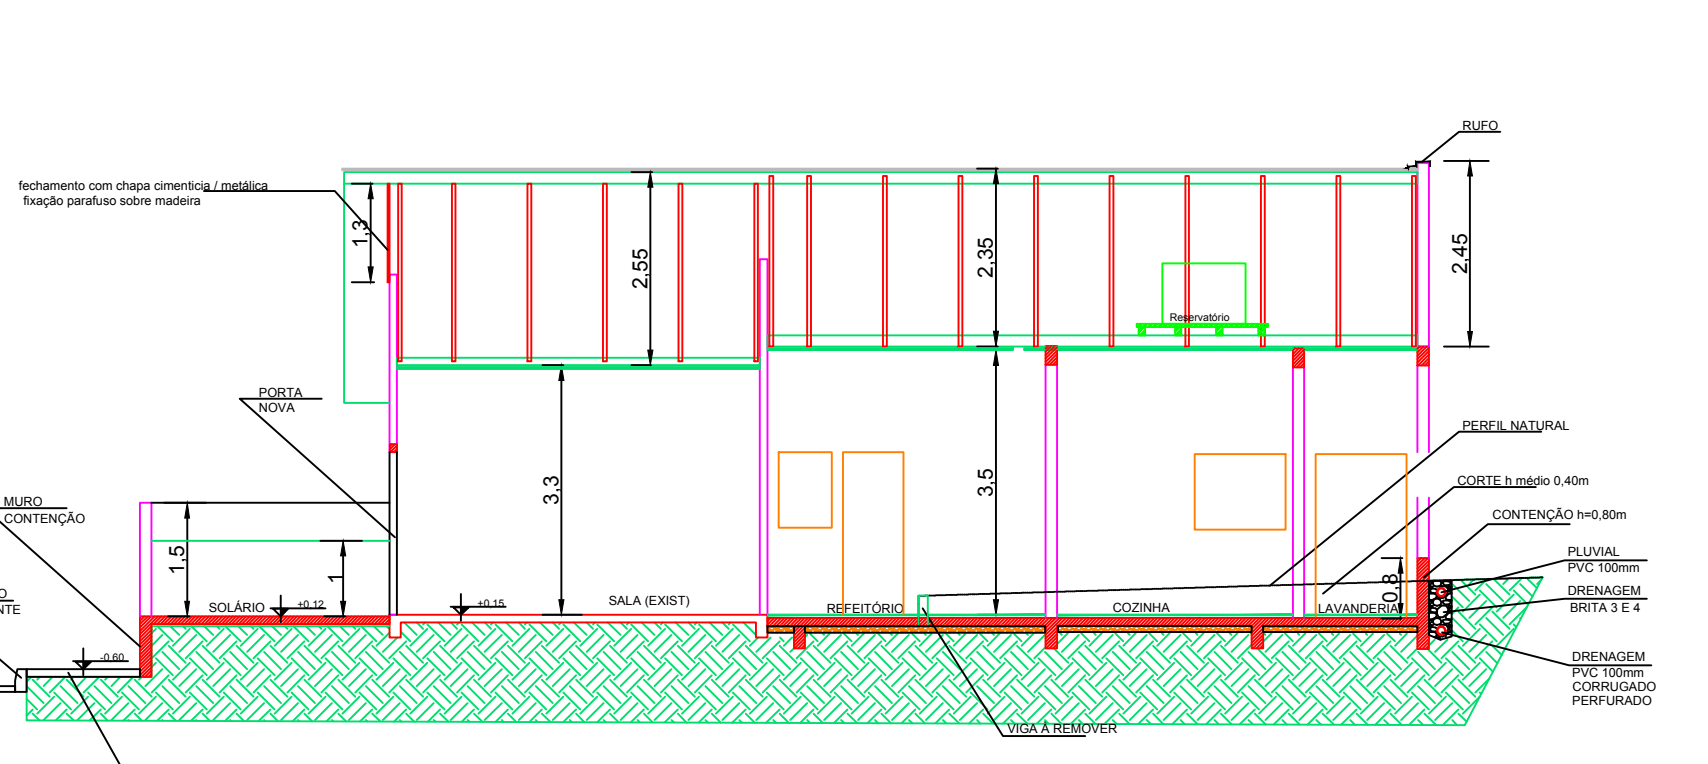 RUFO
fechamento com chapa cimenticia / metálica
fixação parafuso sobre madeira
1,3
2,55
2,35
2,45
Reservatório
PORTA
NOVA
PERFIL NATURAL
3,3
3,5
CORTE h médio 0,40m
MURO
CONTENÇÃO
CONTENÇÃO h=0,80m
1,5
1
PLUVIAL
PVC 100mm
0,8
DRENAGEM
BRITA 3 E 4
O
NTE
SOLÁRIO
+0,12
+0,15
SALA (EXIST)
REFEITÓRIO
COZINHA
LAVANDERIA
-0,60
DRENAGEM
PVC 100mm
CORRUGADO
PERFURADO
VIGA À REMOVER